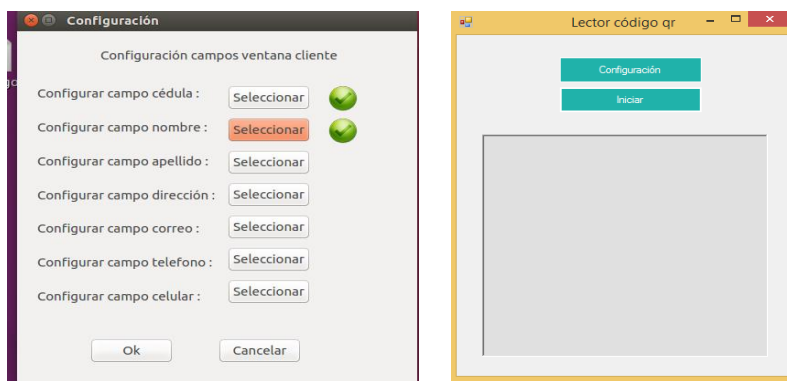 Configuración
Configuración campos ventana cliente
Configurar campo cédula : Seleccionar
Configurar campo nombre : Seleccionar
Configurar campo apellido : Seleccionar
Configurar campo dirección : Seleccionar
Configurar campo correo : Seleccionar
Configurar campo telefono : Seleccionar
Configurar campo celular : Seleccionar
Ok Cancelar
Lector código qr
Configuración
Iniciar